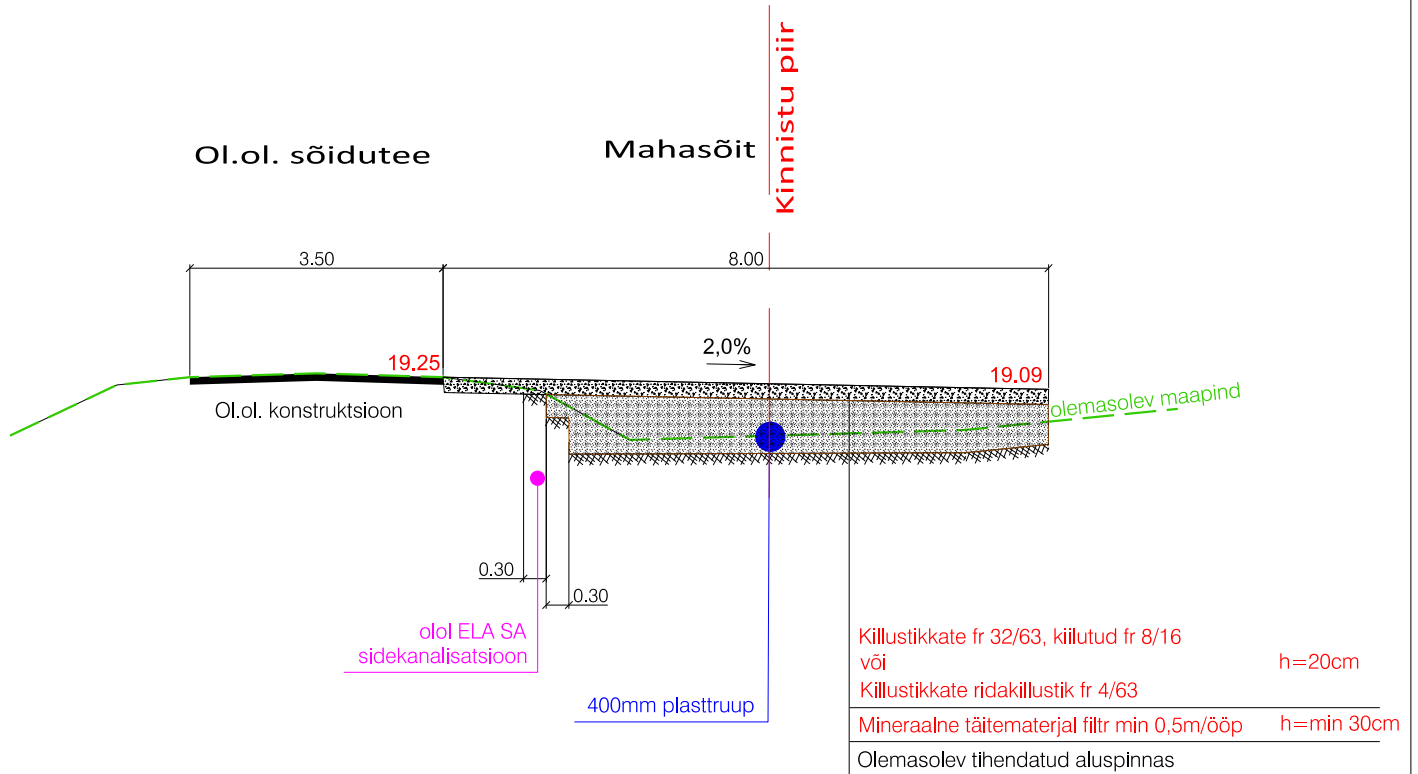 Kinnistu piir
Ol.ol. sõidutee
Mahasõit
3.50
8.00
2,0%
19.25
19.09
olemasolev maapind
Ol.ol. konstruktsioon
0.30
0.30
olol ELA SA
sidekanalisatsioon
400mm plasttruup
Killustikkate fr 32/63, kiilutud fr 8/16
või
h=20cm
Killustikkate ridakillustik fr 4/63
Mineraalne täitematerjal filtr min 0,5m/ööp h=min 30cm
Olemasolev tihendatud aluspinnas